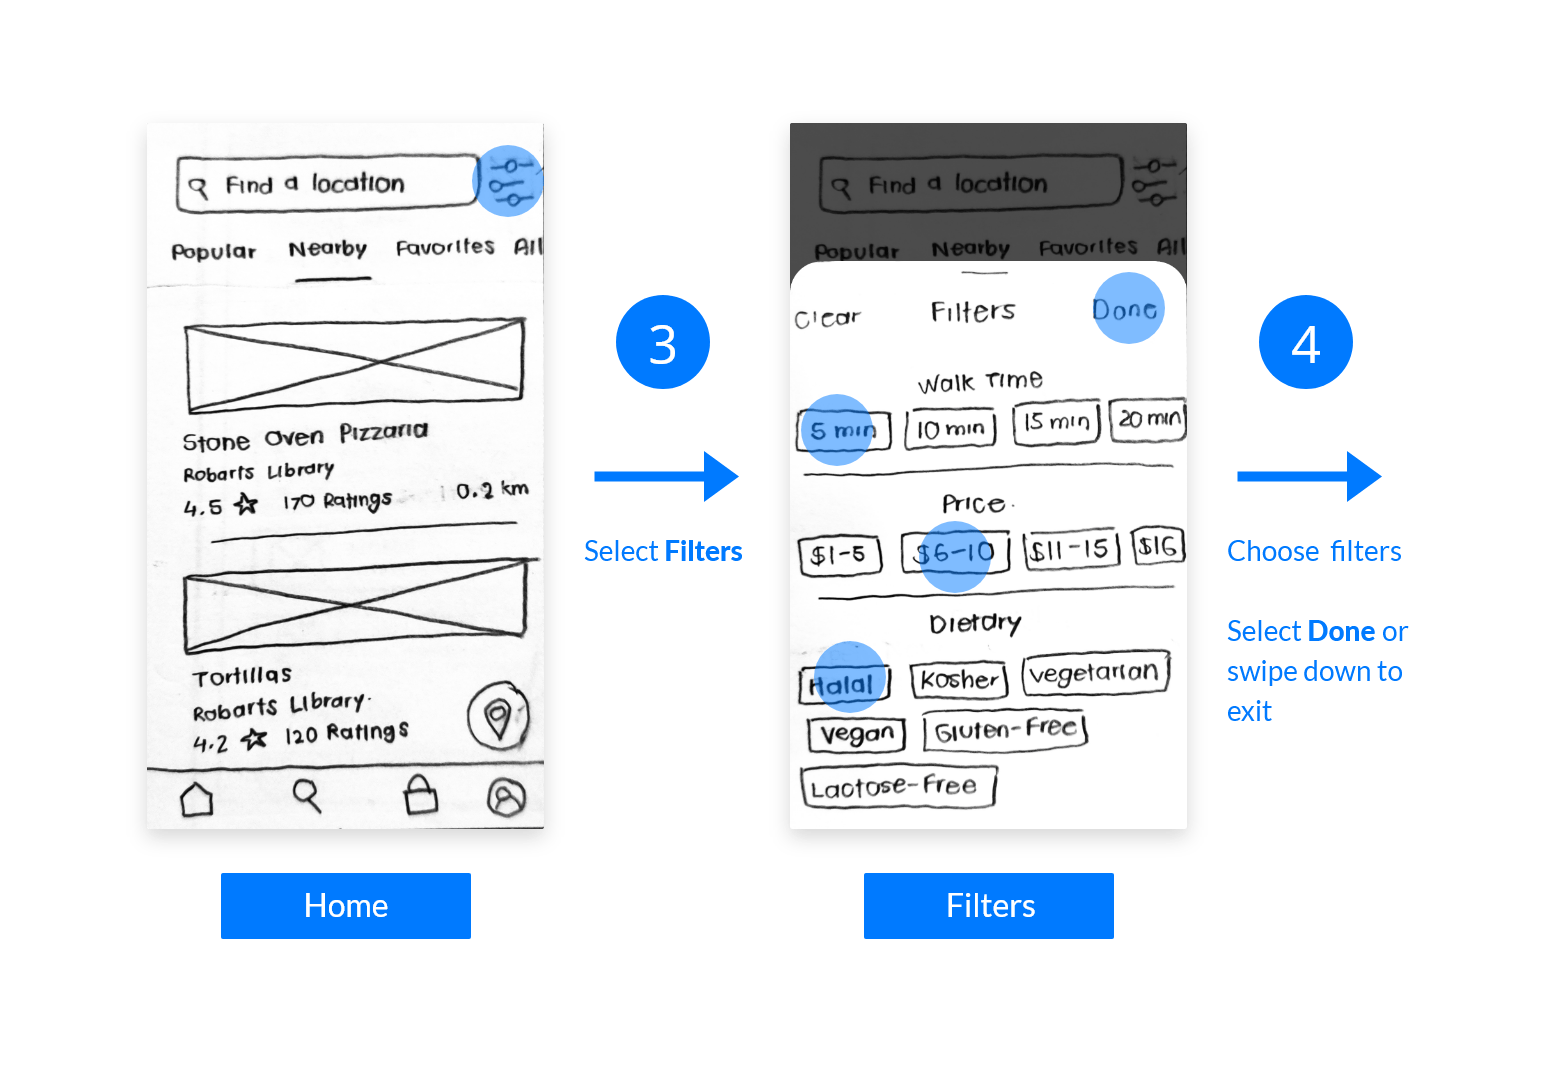 Find a location
Popular Nearby Favorites All
Stone Oven Pizzaria
Robarts Library
4.5 170 Ratings 0.2 km
Tortillas
Robarts Library.
4.2 120 Ratings
Home
3
Select Filters
Find a location
Popular Nearby Favorites All
Clear Filters Done
Walk Time
5 min 10 min 15 min 20 min
Price.
$1-5 $6-10 $11-15 $16
Dietary
Halal Kosher vegetarian
Vegan Gluten-Free
Lactose-Free
Filters
4
Choose filters
Select Done or
swipe down to
exit